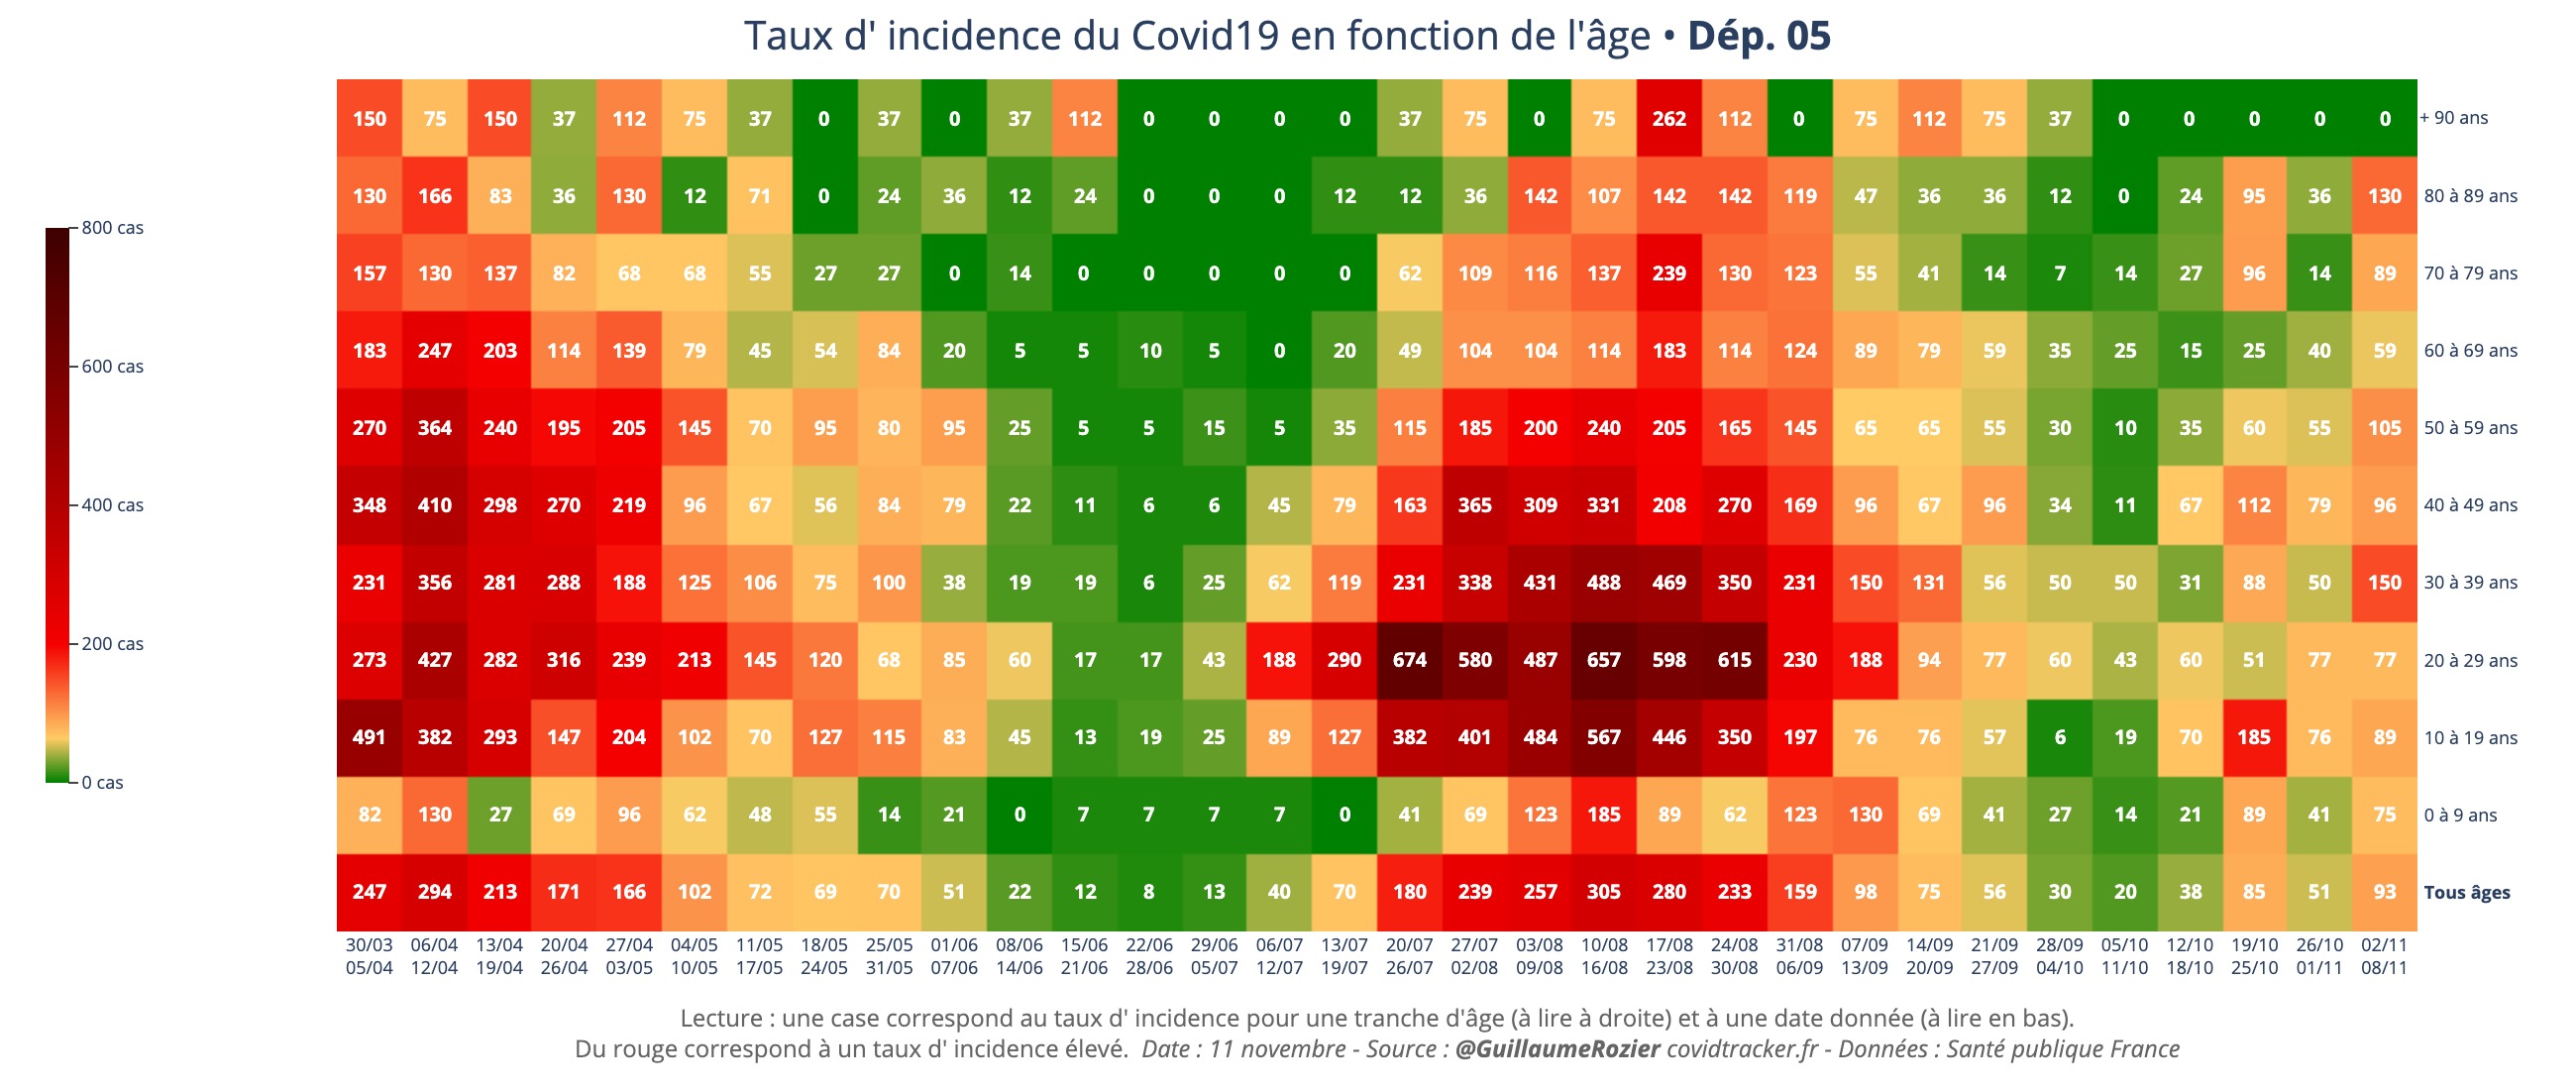 Taux d' incidence du Covid19 en fonction de l'âge • Dép. 05
800 cas
600 cas
400 cas
200 cas
0 cas
150 75 150 37 112 75 37 0 37 0 37 112 0 0 0 0 37 75 0 75 262 112 0 75 112 75 37 0 0 0 0 0 + 90 ans
130 166 83 36 130 12 71 0 24 36 12 24 0 0 0 12 12 36 142 107 142 142 119 47 36 36 12 0 24 95 36 130 80 à 89 ans
157 130 137 82 68 68 55 27 27 0 14 0 0 0 0 0 62 109 116 137 239 130 123 55 41 14 7 14 27 96 14 89 70 à 79 ans
183 247 203 114 139 79 45 54 84 20 5 5 10 5 0 20 49 104 104 114 183 114 124 89 79 59 35 25 15 25 40 59 60 à 69 ans
270 364 240 195 205 145 70 95 80 95 25 5 5 15 5 35 115 185 200 240 205 165 145 65 65 55 30 10 35 60 55 105 50 à 59 ans
348 410 298 270 219 96 67 56 84 79 22 11 6 6 45 79 163 365 309 331 208 270 169 96 67 96 34 11 67 112 79 96 40 à 49 ans
231 356 281 288 188 125 106 75 100 38 19 19 6 25 62 119 231 338 431 488 469 350 231 150 131 56 50 50 31 88 50 150 30 à 39 ans
273 427 282 316 239 213 145 120 68 85 60 17 17 43 188 290 674 580 487 657 598 615 230 188 94 77 60 43 60 51 77 77 20 à 29 ans
491 382 293 147 204 102 70 127 115 83 45 13 19 25 89 127 382 401 484 567 446 350 197 76 76 57 6 19 70 185 76 89 10 à 19 ans
82 130 27 69 96 62 48 55 14 21 0 7 7 7 7 0 41 69 123 185 89 62 123 130 69 41 27 14 21 89 41 75 0 à 9 ans
247 294 213 171 166 102 72 69 70 51 22 12 8 13 40 70 180 239 257 305 280 233 159 98 75 56 30 20 38 85 51 93 Tous âges
30/03 06/04 13/04 20/04 27/04 04/05 11/05 18/05 25/05 01/06 08/06 15/06 22/06 29/06 06/07 13/07 20/07 27/07 03/08 10/08 17/08 24/08 31/08 07/09 14/09 21/09 28/09 05/10 12/10 19/10 26/10 02/11
05/04 12/04 19/04 26/04 03/05 10/05 17/05 24/05 31/05 07/06 14/06 21/06 28/06 05/07 12/07 19/07 26/07 02/08 09/08 16/08 23/08 30/08 06/09 13/09 20/09 27/09 04/10 11/10 18/10 25/10 01/11 08/11
Lecture : une case correspond au taux d' incidence pour une tranche d'âge (à lire à droite) et à une date donnée (à lire en bas).
Du rouge correspond à un taux d' incidence élevé. Date : 11 novembre - Source : @GuillaumeRozier covidtracker.fr - Données : Santé publique France